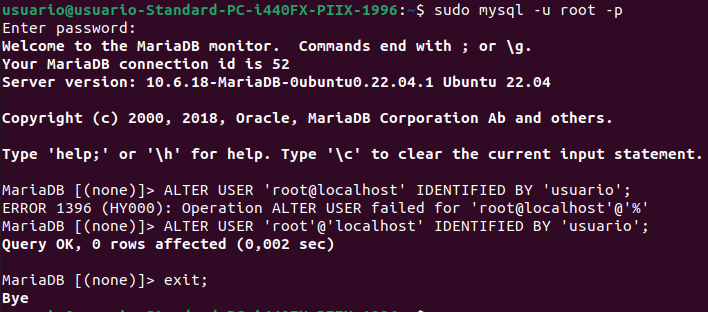 usuario@usuario-Standard-PC-i440FX-PIIX-1996:~$ sudo mysql -u root -p
Enter password:
Welcome to the MariaDB monitor.  Commands end with ; or \g.
Your MariaDB connection id is 52
Server version: 10.6.18-MariaDB-0ubuntu0.22.04.1 Ubuntu 22.04

Copyright (c) 2000, 2018, Oracle, MariaDB Corporation Ab and others.

Type 'help;' or '\h' for help. Type '\c' to clear the current input statement.

MariaDB [(none)]> ALTER USER 'root@localhost' IDENTIFIED BY 'usuario';
ERROR 1396 (HY000): Operation ALTER USER failed for 'root@localhost'@'%'
MariaDB [(none)]> ALTER USER 'root'@'localhost' IDENTIFIED BY 'usuario';
Query OK, 0 rows affected (0,002 sec)

MariaDB [(none)]> exit;
Bye